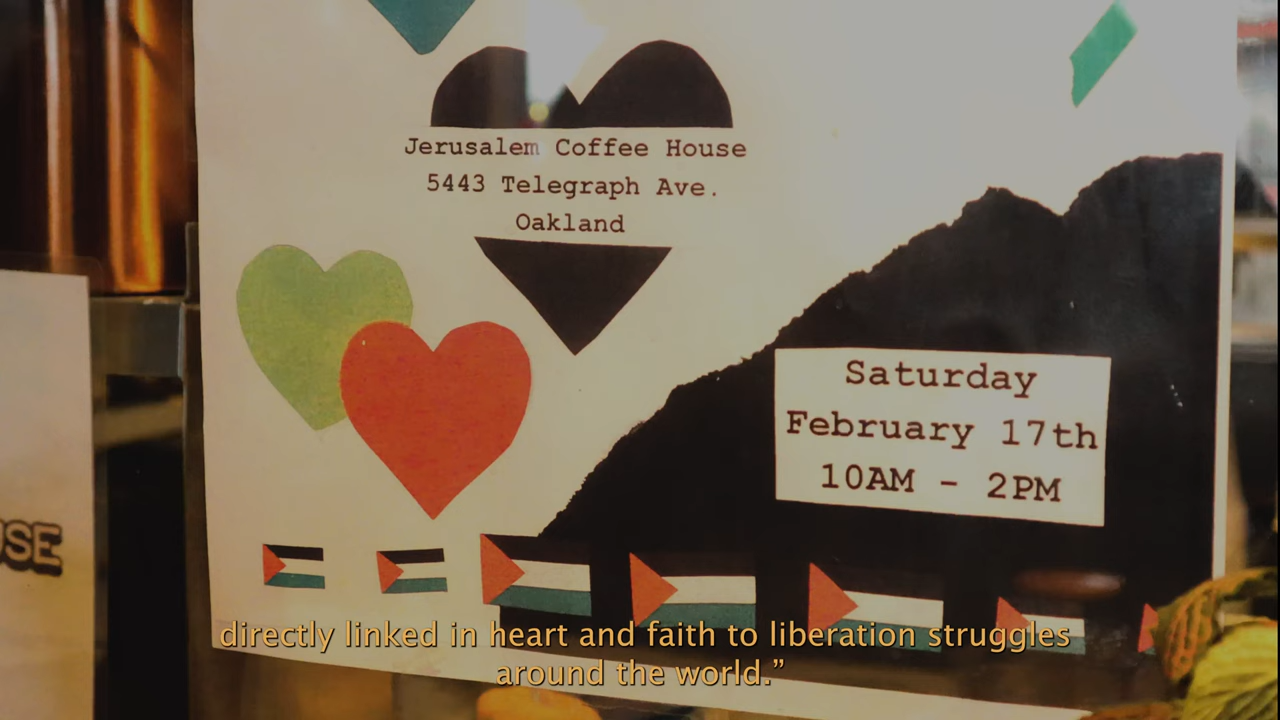 Jerusalem Coffee House
5443 Telegraph Ave.
Oakland
Saturday
February 17th
10AM - 2PM
USE
directly linked in heart and faith to liberation struggles
around the world.”